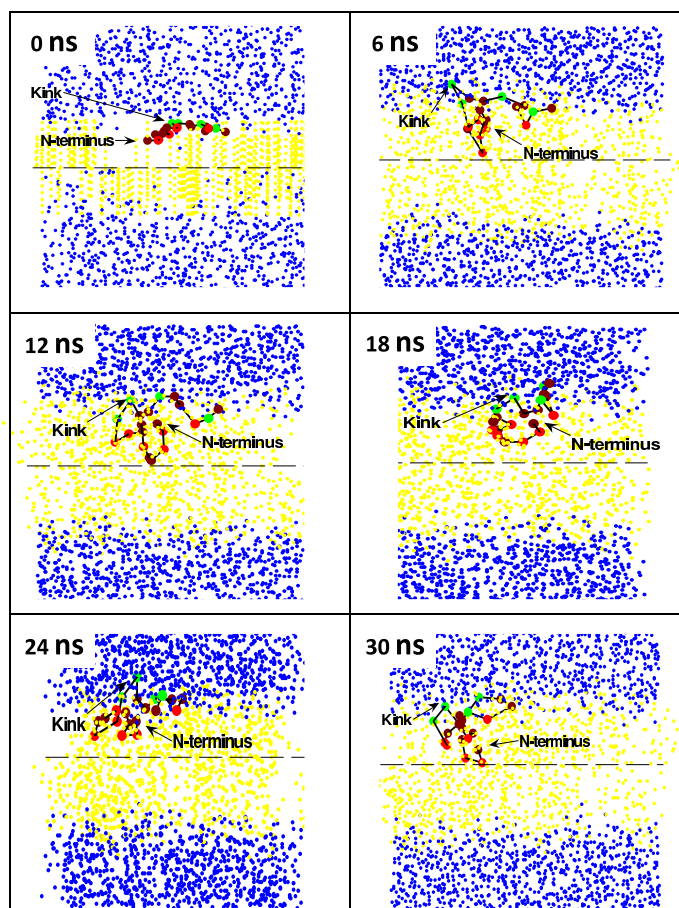 0 ns
Kink
N-terminus
6 ns
Kink
N-terminus
12 ns
Kink
N-terminus
18 ns
Kink
N-terminus
24 ns
Kink
N-terminus
30 ns
Kink
N-terminus